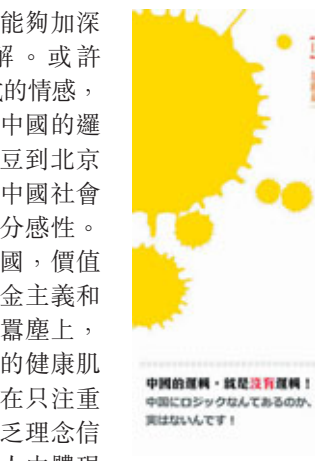 能夠加深
解。或許
的情感，
中國的邏
豆到北京
中國社會
分感性。
國，價值
金主義和
囂塵上，
的健康肌
在只注重
乏理念信
中國的邏輯，就是沒有邏輯！
中国にロジックなんてあるのか、
実はないんです！